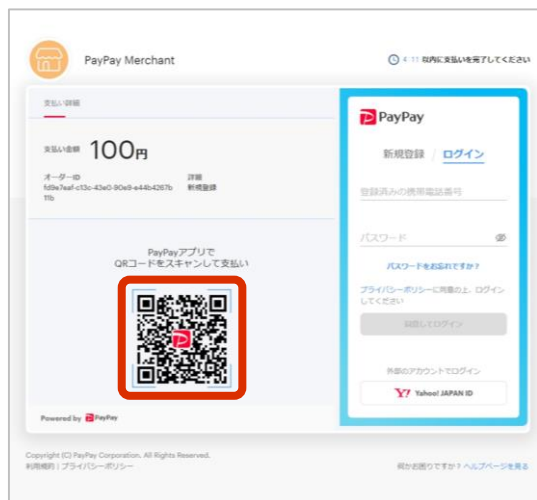 PayPay Merchant
以内に支払いを完了してください
支払い詳細
支払い金額 100円
オーダーID
fd9e7eaf-c13c-43e0-90e9-e44b4267b
11b
詳細
新規登録
PayPayアプリで
QRコードをスキャンして支払い
Powered by PayPay
PayPay
新規登録 / ログイン
登録済みの携帯電話番号
パスワード
パスワードをお忘れですか？
プライバシーポリシーに同意の上、ログイン
してください
同意してログイン
外部のアカウントでログイン
Y! Yahoo! JAPAN ID
Copyright (C) PayPay Corporation. All Rights Reserved.
利用規約 | プライバシーポリシー
何かお困りですか？ ヘルプページを見る